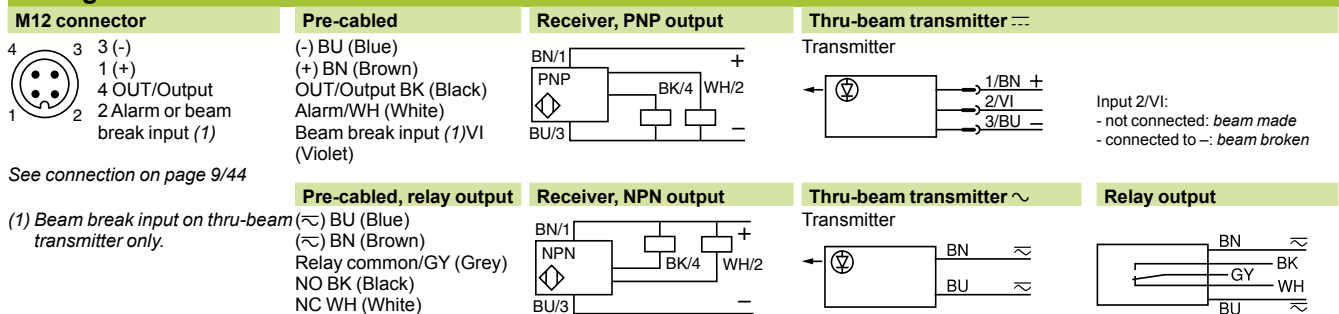 M12 connector
4
3
1
2
3 (-)
1 (+)
4 OUT/Output
2 Alarm or beam
break input (1)
See connection on page 9/44
(1) Beam break input on thru-beam
transmitter only.
Pre-cabled
(-) BU (Blue)
(+) BN (Brown)
OUT/Output BK (Black)
Alarm/WH (White)
Beam break input (1)VI
(Violet)
Receiver, PNP output
BN/1
+
PNP
BK/4
WH/2
BU/3
–
Thru-beam transmitter ⎓
Transmitter
1/BN +
2/VI
3/BU –
Input 2/VI:
- not connected: beam made
- connected to –: beam broken
Pre-cabled, relay output
(⏦) BU (Blue)
(⏦) BN (Brown)
Relay common/GY (Grey)
NO BK (Black)
NC WH (White)
Receiver, NPN output
BN/1
+
NPN
BK/4
WH/2
BU/3
–
Thru-beam transmitter ∼
Transmitter
BN ⏦
BU ⏦
Relay output
BN ⏦
BK
GY
WH
BU ⏦